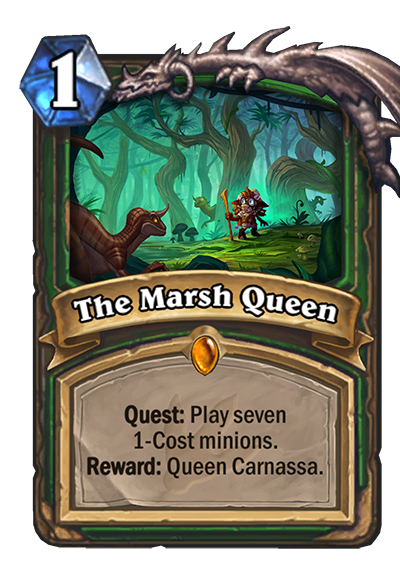 1
The Marsh Queen
Quest: Play seven
1-Cost minions.
Reward: Queen Carnassa.